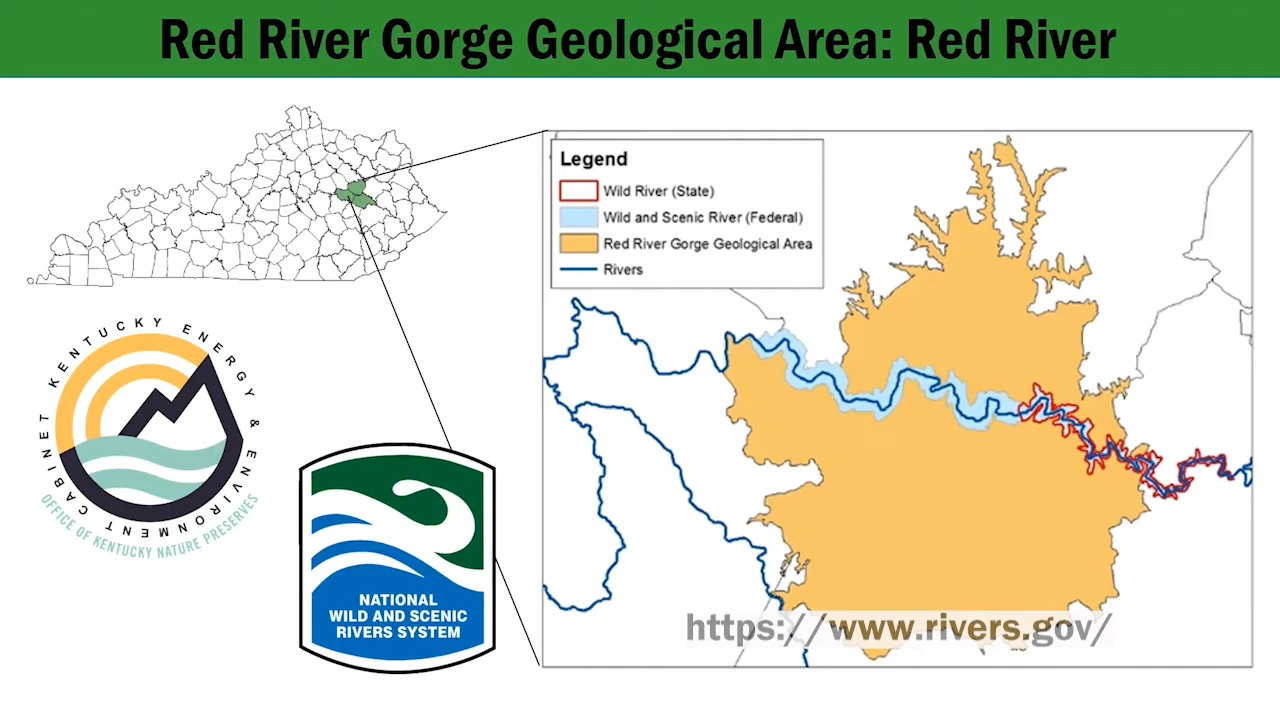 Red River Gorge Geological Area: Red River
Legend
Wild River (State)
Wild and Scenic River (Federal)
Red River Gorge Geological Area
Rivers
KENTUCKY ENERGY & ENVIRONMENT CABINET
OFFICE OF KENTUCKY NATURE PRESERVES
NATIONAL
WILD AND SCENIC
RIVERS SYSTEM
https://www.rivers.gov/